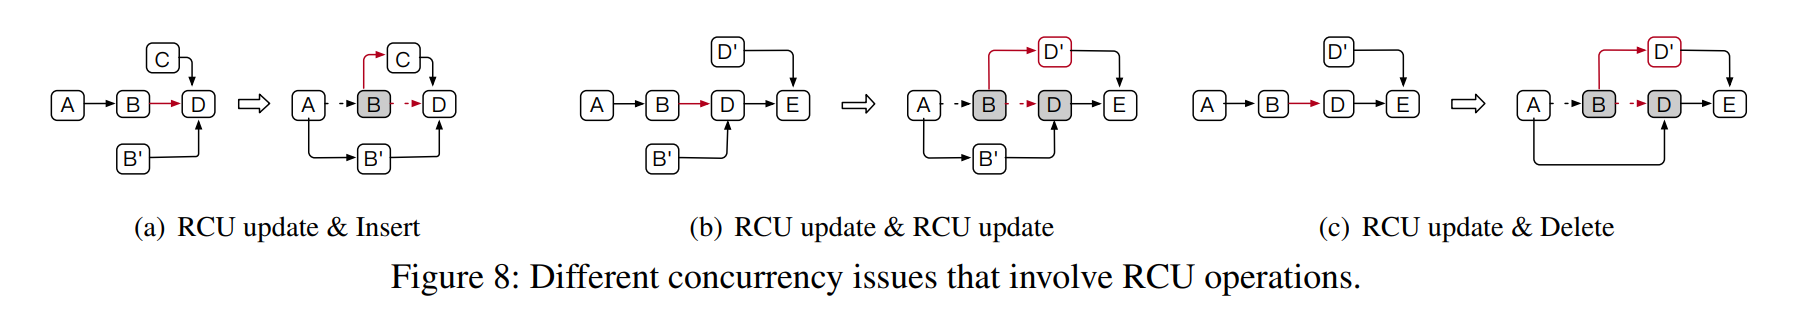 C C D' D' D' D'
A B D A B D A B D E A B D E A B D E A B D E
B' B' B' B'
(a) RCU update & Insert (b) RCU update & RCU update (c) RCU update & Delete
Figure 8: Different concurrency issues that involve RCU operations.